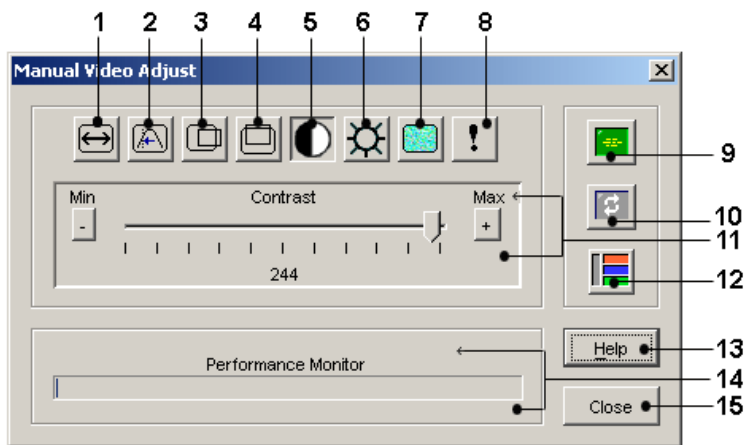 1 2 3 4 5 6 7 8
Manual Video Adjust
Min Contrast Max
- +
244
9
10
11
12
Performance Monitor
Help 13
14
Close 15